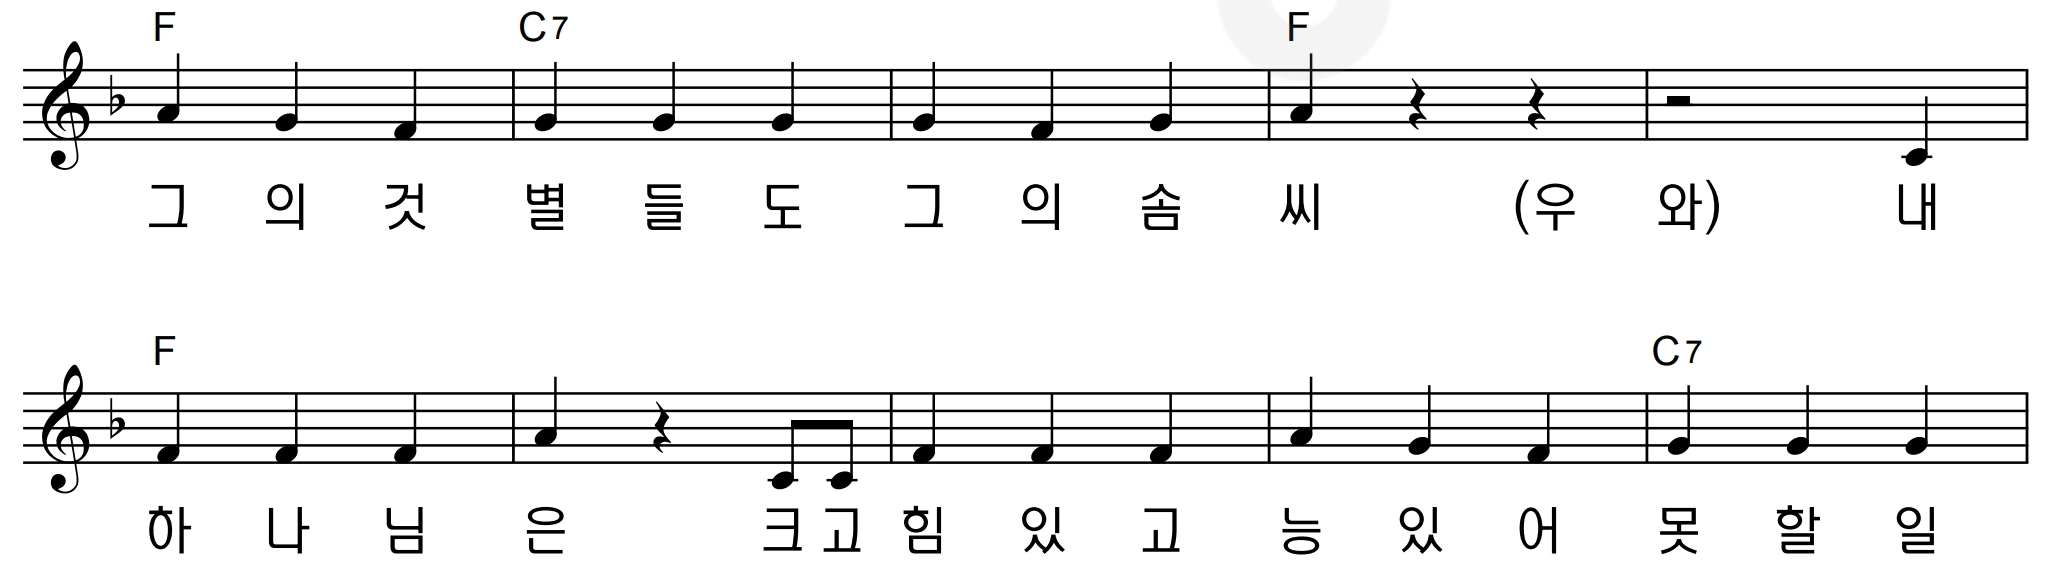 F C7 F
그 의 것 별 들 도 그 의 솜 씨 (우 와) 내
F C7
하 나 님 은 크 고 힘 있 고 능 있 어 못 할 일